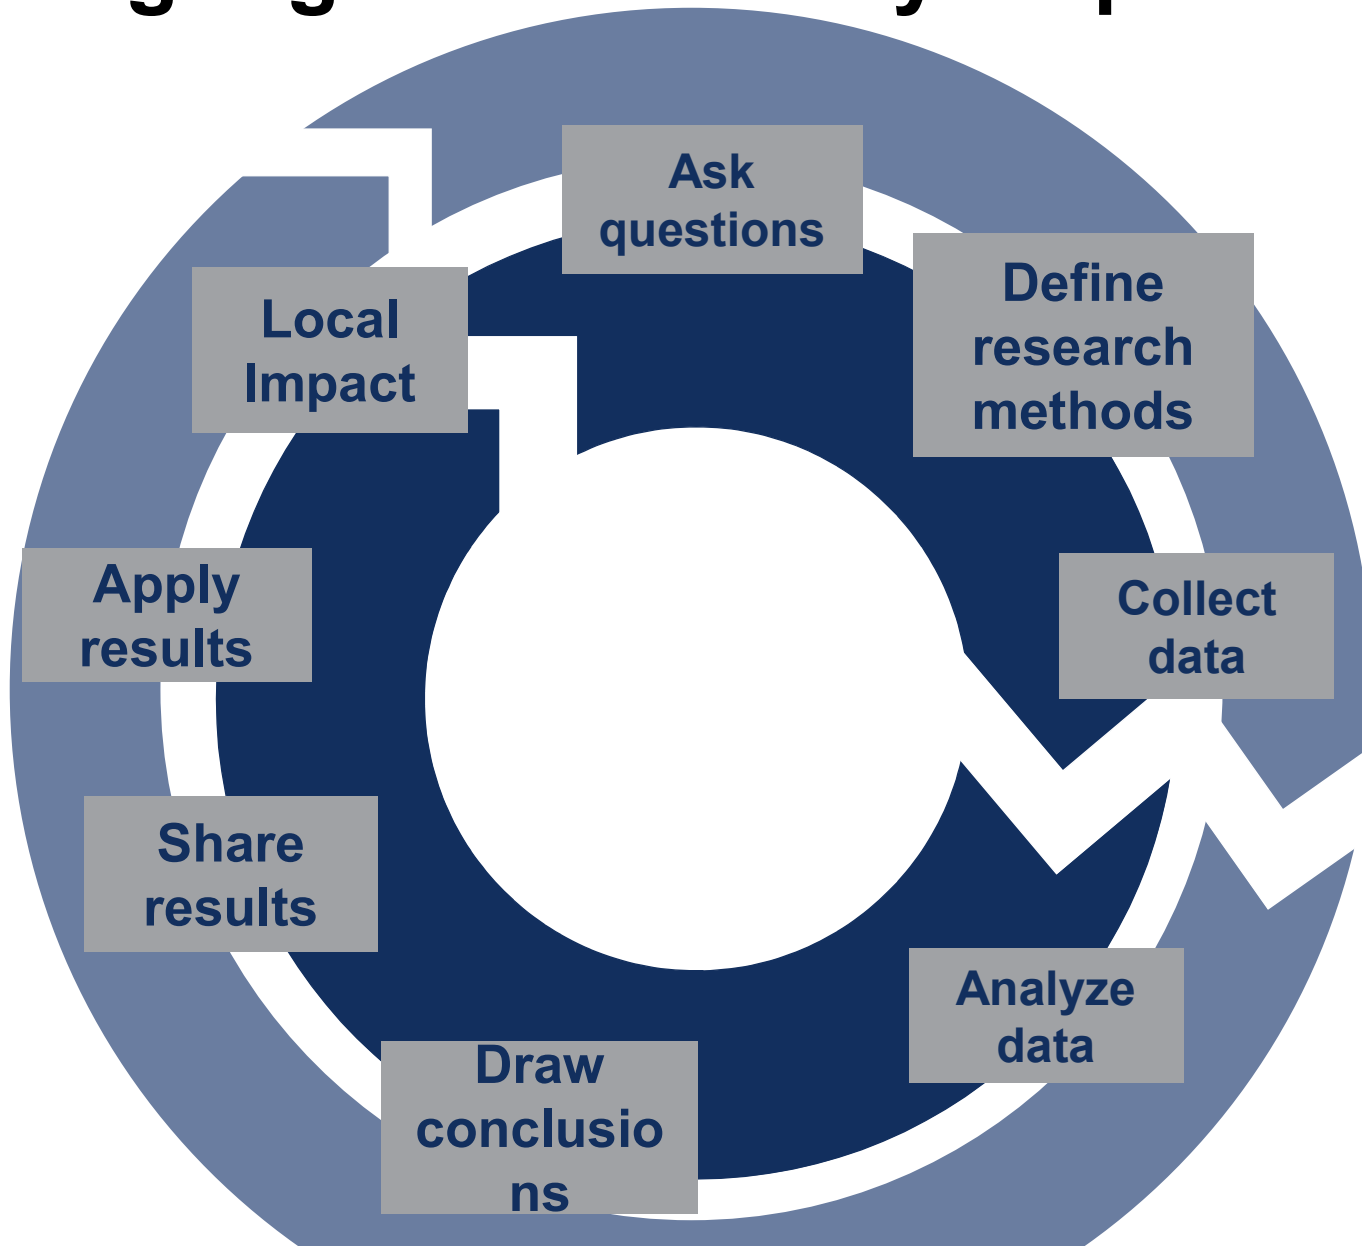 Ask
questions
Define
research
methods
Local
Impact
Collect
data
Apply
results
Share
results
Analyze
data
Draw
conclusio
ns